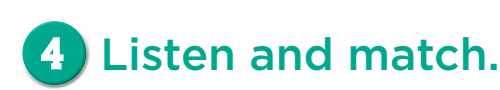 4 Listen and match.